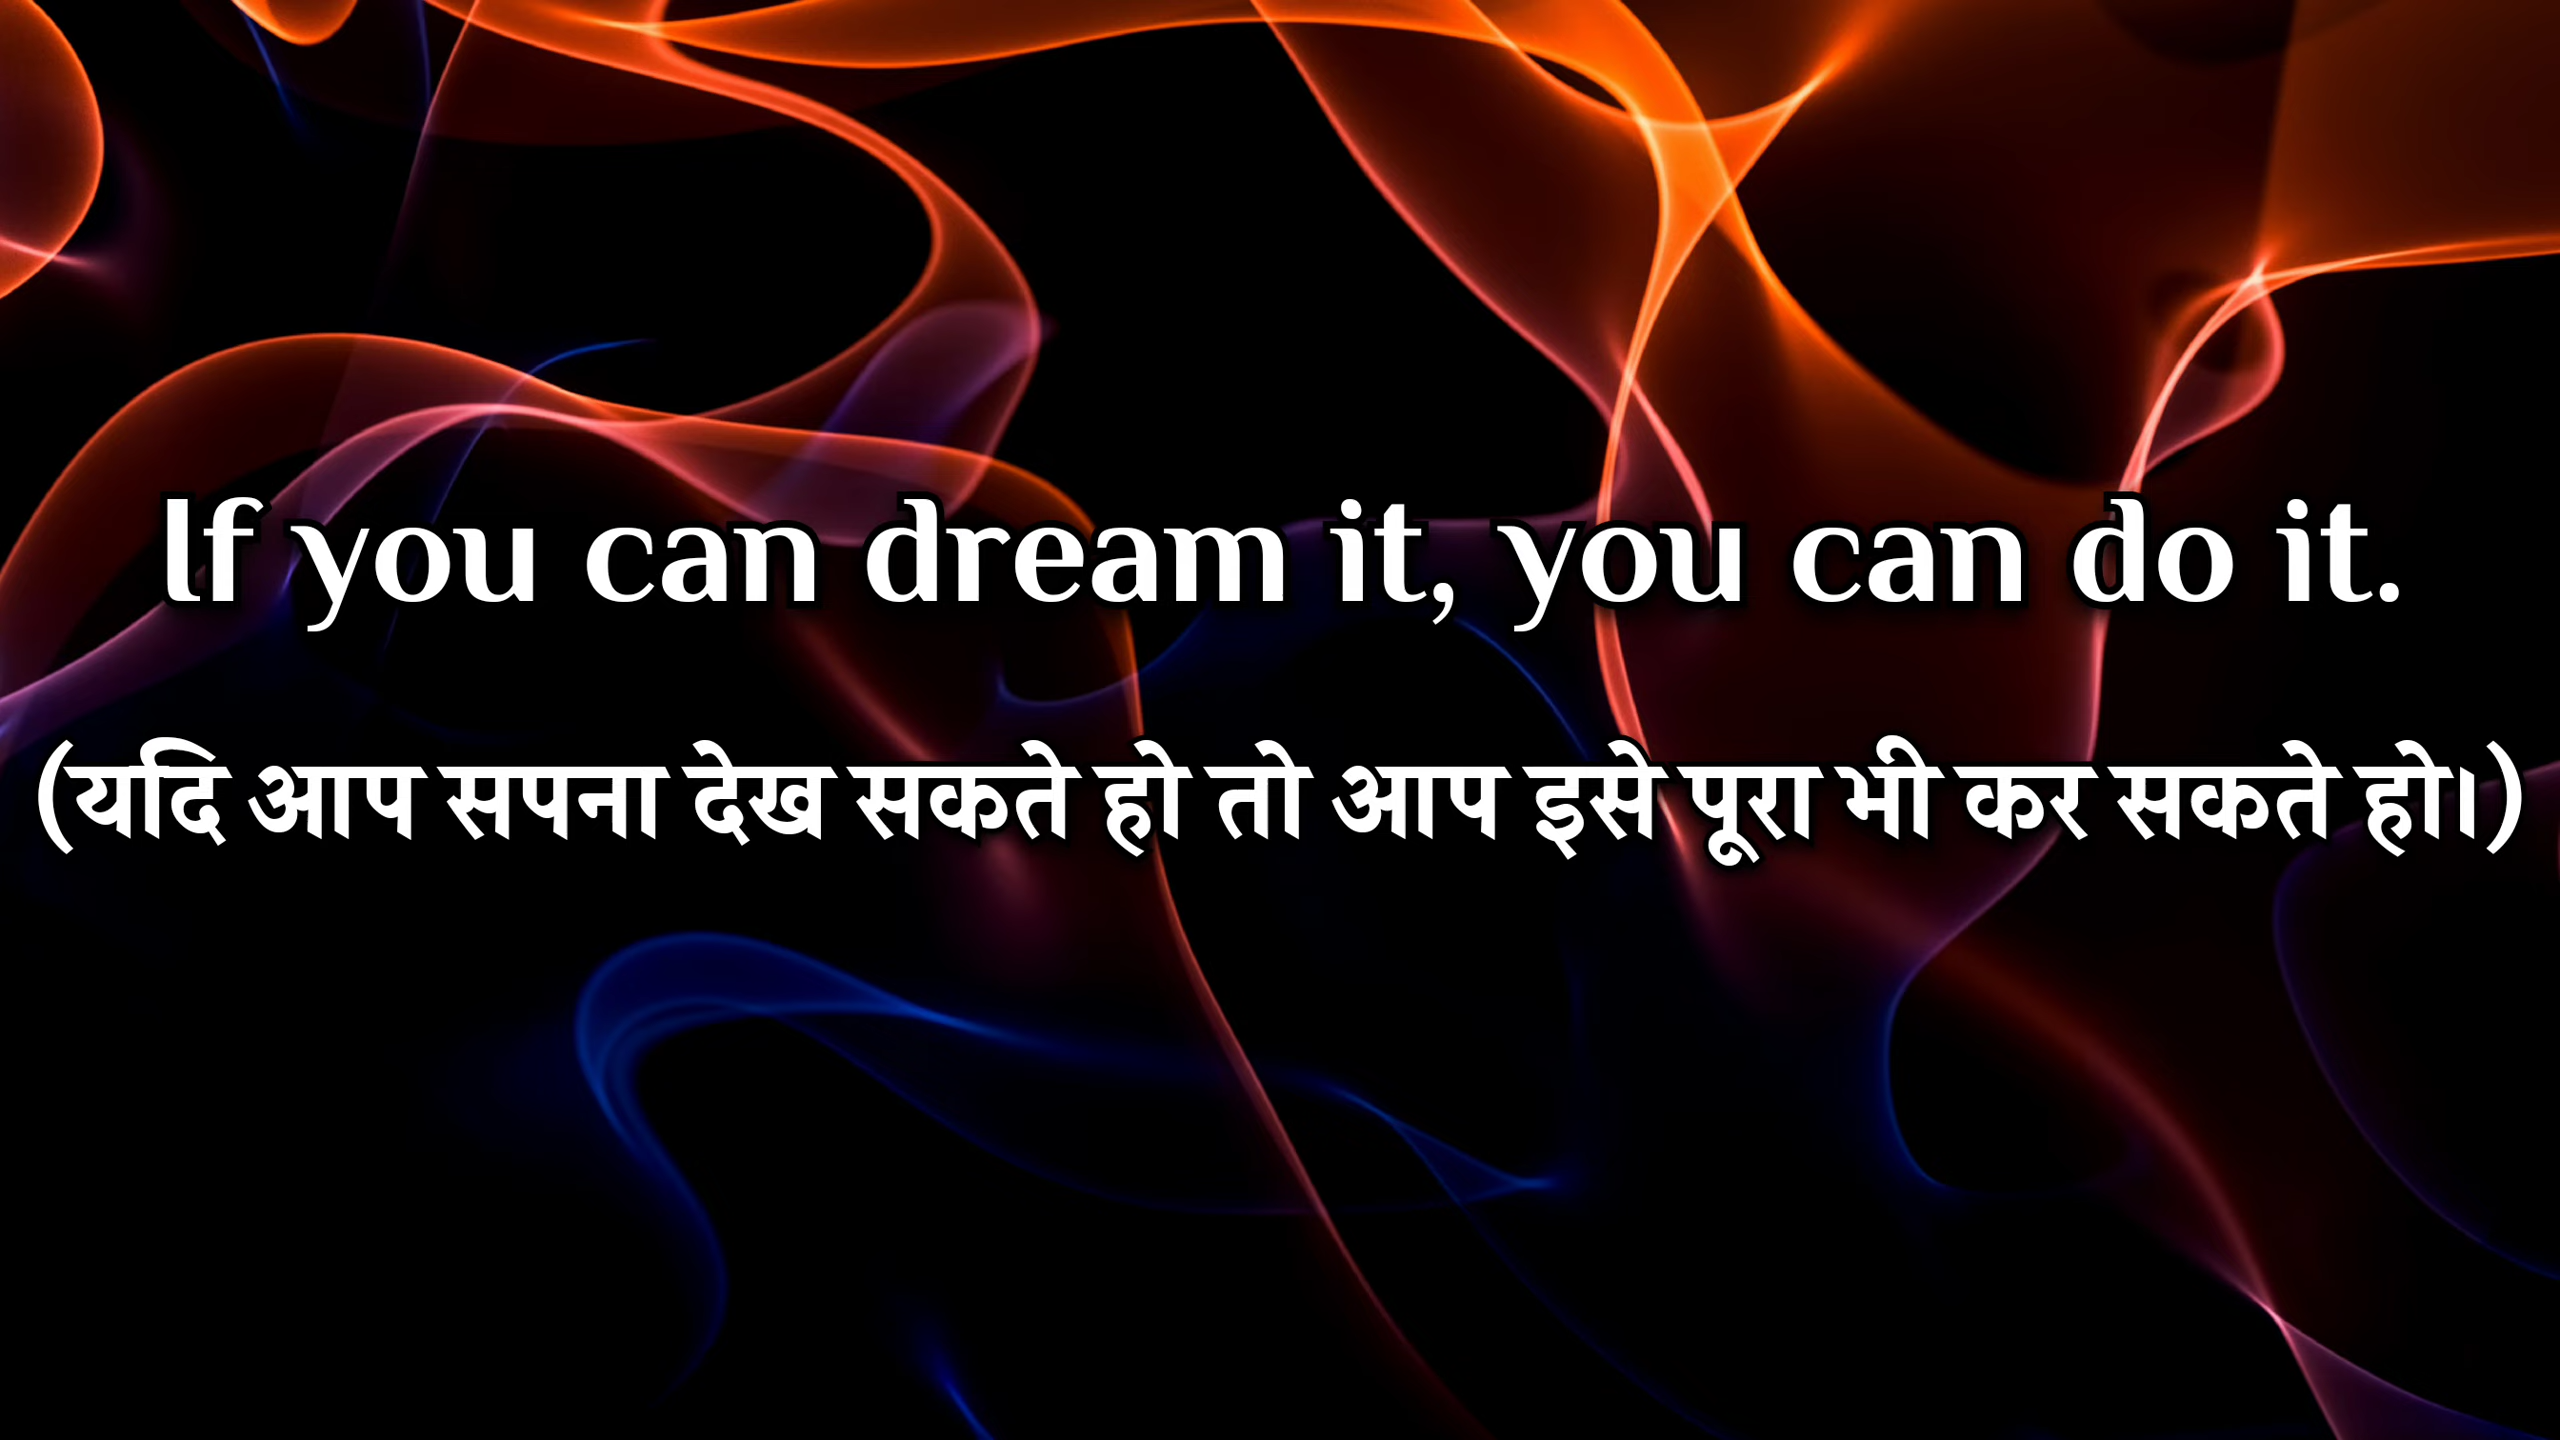 If you can dream it, you can do it.
(यदि आप सपना देख सकते हो तो आप इसे पूरा भी कर सकते हो।)